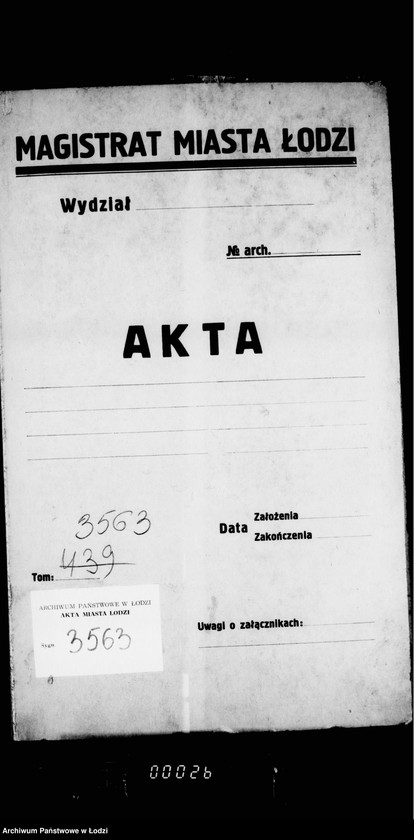 MAGISTRAT MIASTA ŁODZI
Wydział
№ arch.
AKTA
3563
439
Tom:
Data Założenia
Zakończenia
ARCHIWUM PAŃSTWOWE W ŁODZI
AKTA MIASTA ŁODZI
Sygn 3563
Uwagi o załącznikach:
00026
Archiwum Państwowe w Łodzi